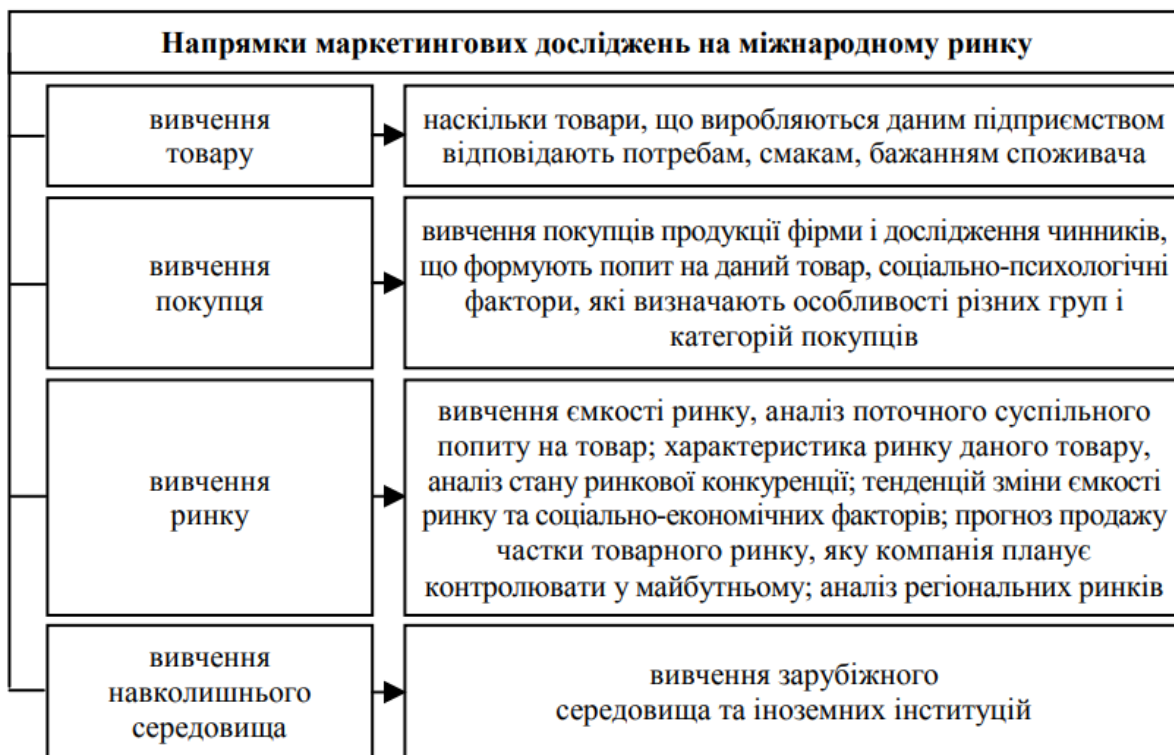 Напрямки маркетингових досліджень на міжнародному ринку
вивчення
товару
наскільки товари, що виробляються даним підприємством
відповідають потребам, смакам, бажанням споживача
вивчення
покупця
вивчення покупців продукції фірми і дослідження чинників,
що формують попит на даний товар, соціально-психологічні
фактори, які визначають особливості різних груп і
категорій покупців
вивчення
ринку
вивчення ємкості ринку, аналіз поточного суспільного
попиту на товар; характеристика ринку даного товару,
аналіз стану ринкової конкуренції; тенденцій зміни ємкості
ринку та соціально-економічних факторів; прогноз продажу
частки товарного ринку, яку компанія планує
контролювати у майбутньому; аналіз регіональних ринків
вивчення
навколишнього
середовища
вивчення зарубіжного
середовища та іноземних інституцій